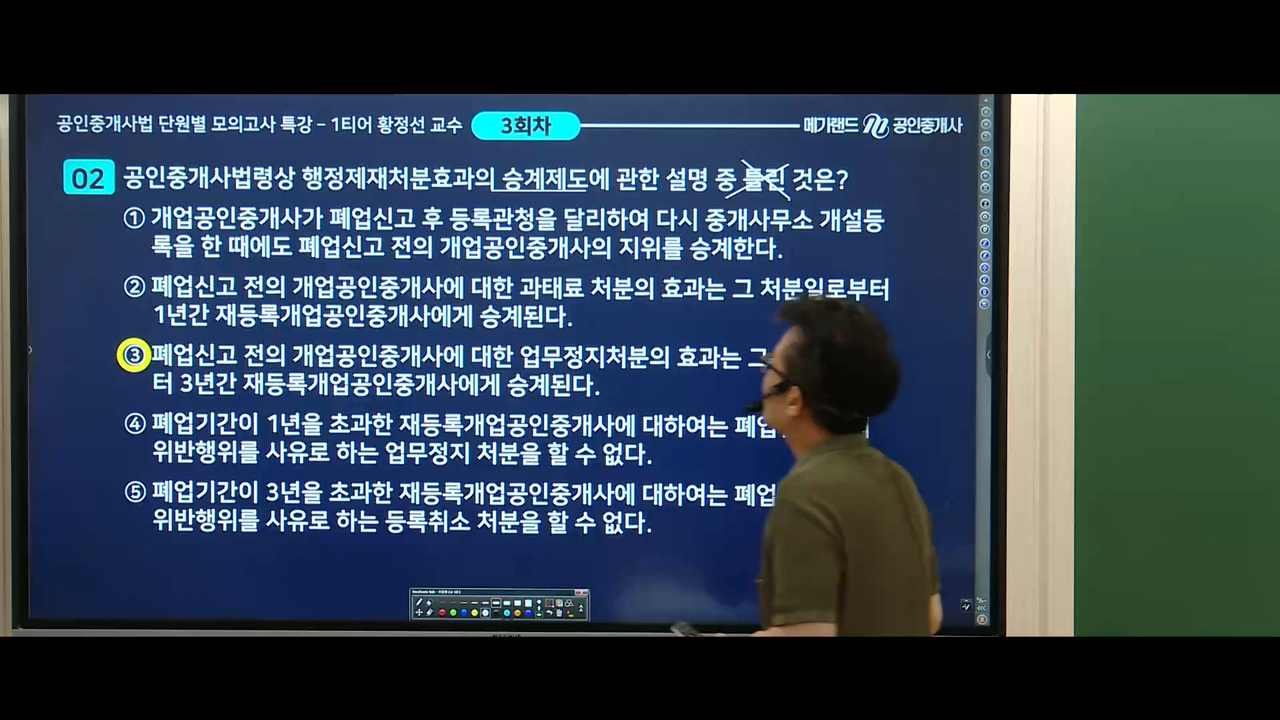 공인중개사법 단원별 모의고사 특강 – 1티어 황정선 교수 3회차 메가랜드 공인중개사
02 공인중개사법령상 행정제재처분효과의 승계제도에 관한 설명 중 틀린 것은?
① 개업공인중개사가 폐업신고 후 등록관청을 달리하여 다시 중개사무소 개설등
록을 한 때에도 폐업신고 전의 개업공인중개사의 지위를 승계한다.
② 폐업신고 전의 개업공인중개사에 대한 과태료 처분의 효과는 그 처분일로부터
1년간 재등록개업공인중개사에게 승계된다.
③ 폐업신고 전의 개업공인중개사에 대한 업무정지처분의 효과는 그
터 3년간 재등록개업공인중개사에게 승계된다.
④ 폐업기간이 1년을 초과한 재등록개업공인중개사에 대하여는
위반행위를 사유로 하는 업무정지 처분을 할 수 없다.
⑤ 폐업기간이 3년을 초과한 재등록개업공인중개사에 대하여는
위반행위를 사유로 하는 등록취소 처분을 할 수 없다.